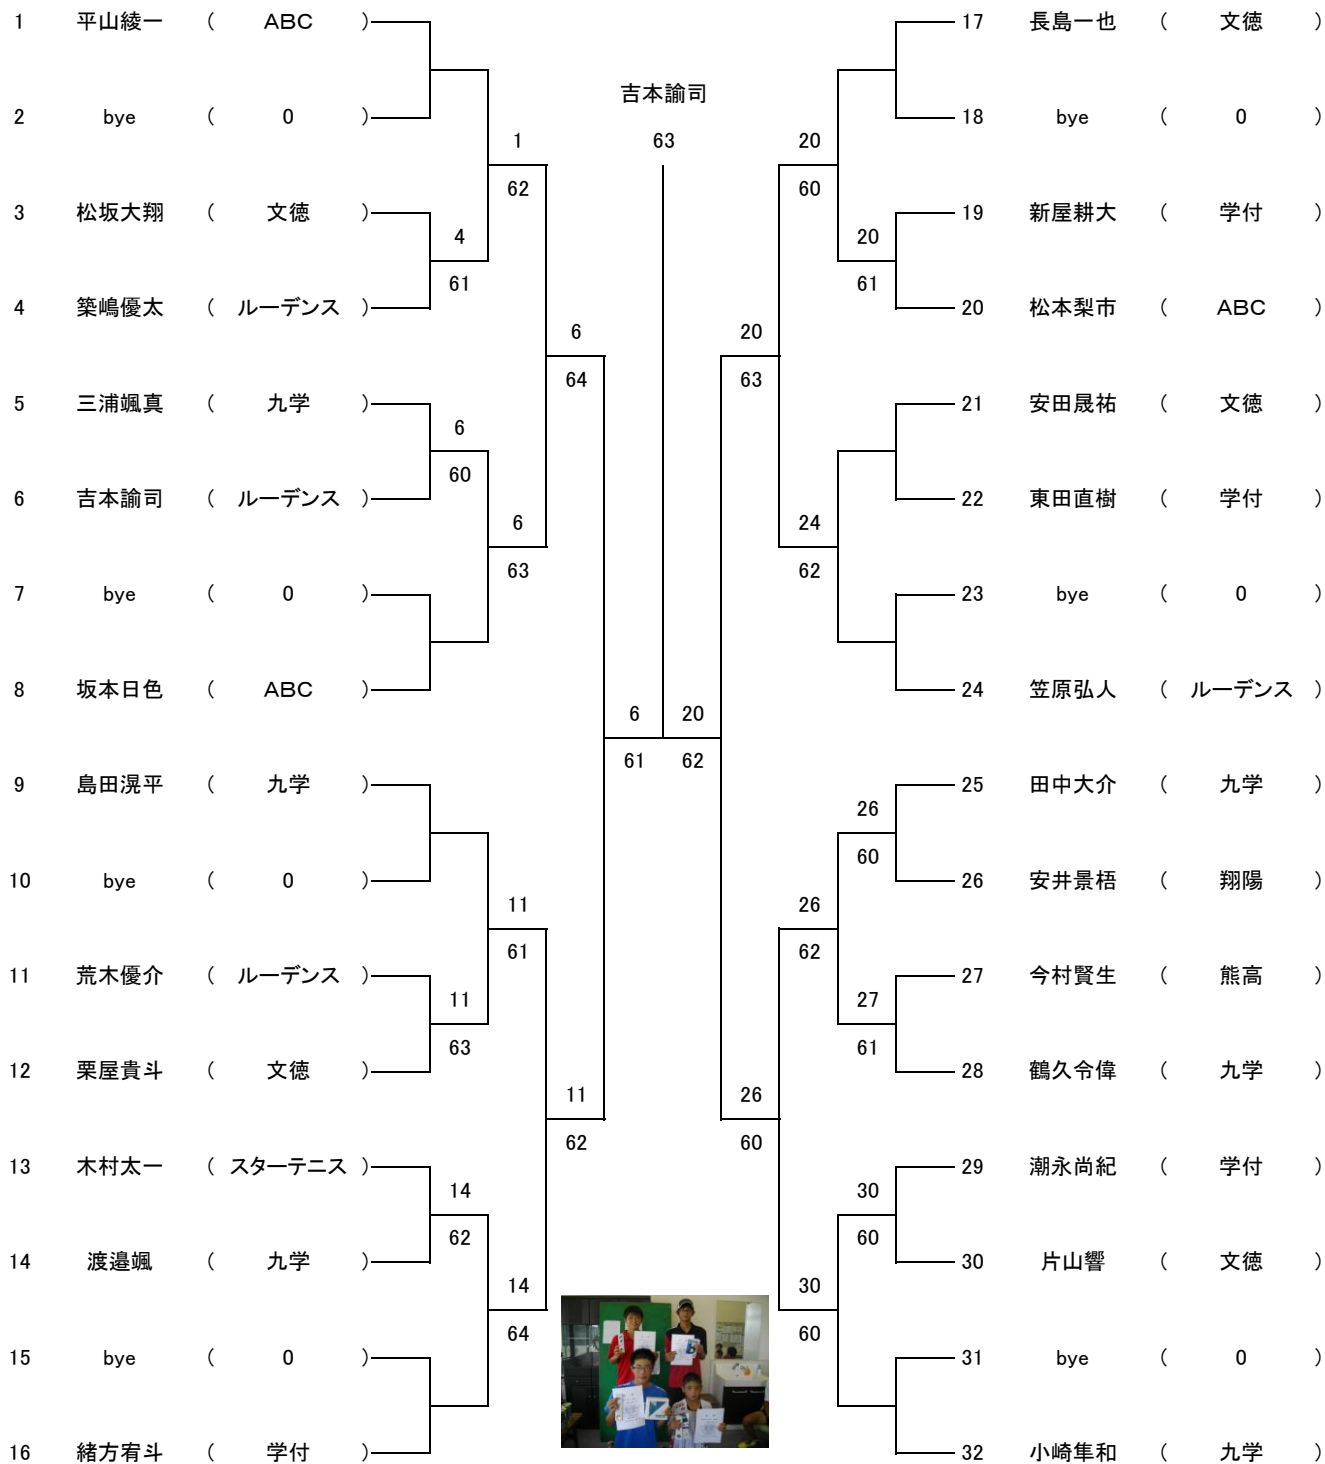 1 平山綾一 ( ABC )
2 bye ( 0 )
3 松坂大翔 ( 文徳 )
4 築嶋優太 ( ルーデンス )
5 三浦颯真 ( 九学 )
6 吉本諭司 ( ルーデンス )
7 bye ( 0 )
8 坂本日色 ( ABC )
9 島田滉平 ( 九学 )
10 bye ( 0 )
11 荒木優介 ( ルーデンス )
12 栗屋貴斗 ( 文徳 )
13 木村太一 ( スターテニス )
14 渡邉颯 ( 九学 )
15 bye ( 0 )
16 緒方宥斗 ( 学付 )
4
61
6
60
11
63
14
62
1
62
6
63
11
61
14
64
6
64
11
62
6
61
吉本諭司
63
20
62
20
63
26
60
20
60
24
62
26
62
30
60
20
61
26
60
27
61
30
60
17 長島一也 ( 文徳 )
18 bye ( 0 )
19 新屋耕大 ( 学付 )
20 松本梨市 ( ABC )
21 安田晟祐 ( 文徳 )
22 東田直樹 ( 学付 )
23 bye ( 0 )
24 笠原弘人 ( ルーデンス )
25 田中大介 ( 九学 )
26 安井景梧 ( 翔陽 )
27 今村賢生 ( 熊高 )
28 鶴久令偉 ( 九学 )
29 潮永尚紀 ( 学付 )
30 片山響 ( 文徳 )
31 bye ( 0 )
32 小崎隼和 ( 九学 )